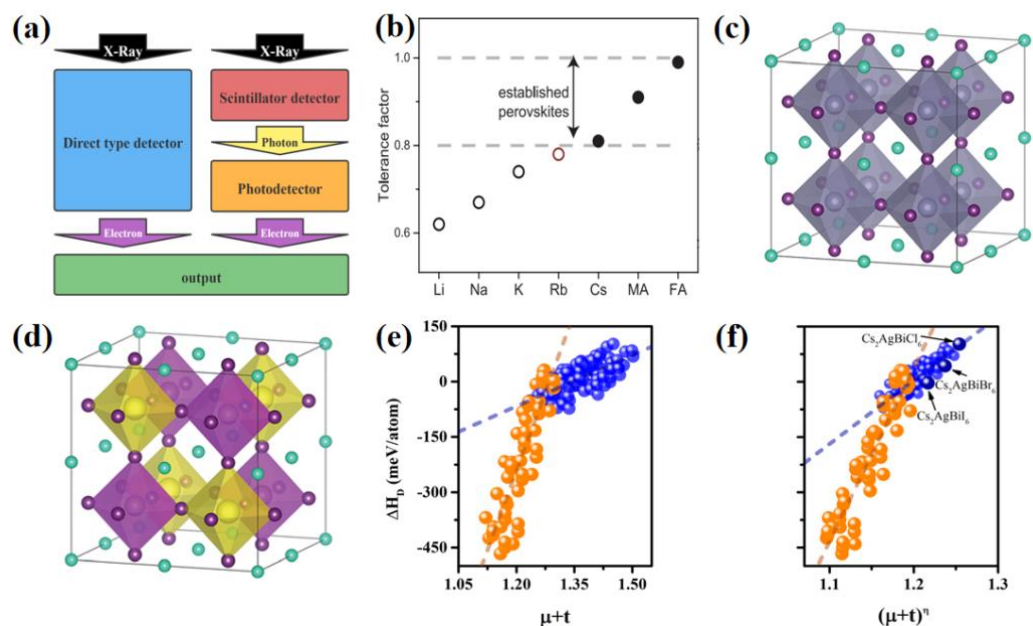 (a)
X-Ray
X-Ray
Direct type detector
Scintillator detector
Photon
Photodetector
Electron
Electron
output
(b)
Tolerance factor
1.0
0.8
0.6
established
perovskites
Li Na K Rb Cs MA FA
(c)
(d)
(e)
ΔH_D (meV/atom)
100
50
0
-150
-300
-450
1.05 1.20 1.35 1.50
μ+t
(f)
Cs₂AgBiCl₆
Cs₂AgBiBr₆
Cs₂AgBiI₆
1.1 1.2 1.3
(μ+t)^η